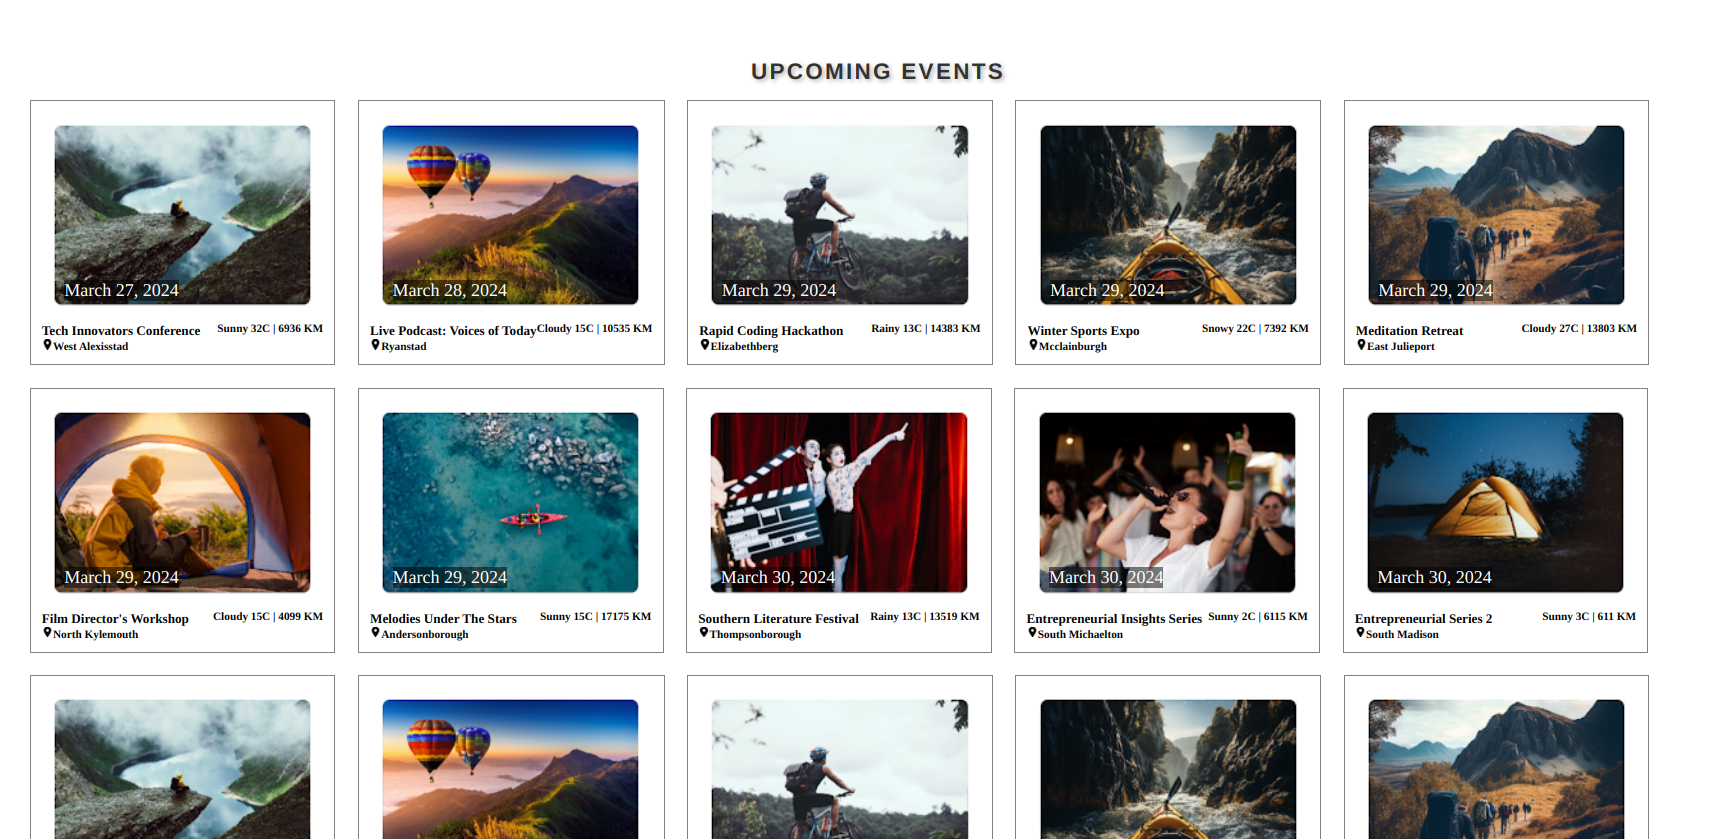 UPCOMING EVENTS
March 27, 2024
Tech Innovators Conference
Sunny 32C | 6936 KM
West Alexisstad
March 28, 2024
Live Podcast: Voices of Today
Cloudy 15C | 10535 KM
Ryanstad
March 29, 2024
Rapid Coding Hackathon
Rainy 13C | 14383 KM
Elizabethberg
March 29, 2024
Winter Sports Expo
Snowy 22C | 7392 KM
Mcclainburgh
March 29, 2024
Meditation Retreat
Cloudy 27C | 13803 KM
East Julieport
March 29, 2024
Film Director's Workshop
Cloudy 15C | 4099 KM
North Kylemouth
March 29, 2024
Melodies Under The Stars
Sunny 15C | 17175 KM
Andersonborough
March 30, 2024
Southern Literature Festival
Rainy 13C | 13519 KM
Thompsonborough
March 30, 2024
Entrepreneurial Insights Series
Sunny 2C | 6115 KM
South Michaelton
March 30, 2024
Entrepreneurial Series 2
Sunny 3C | 611 KM
South Madison